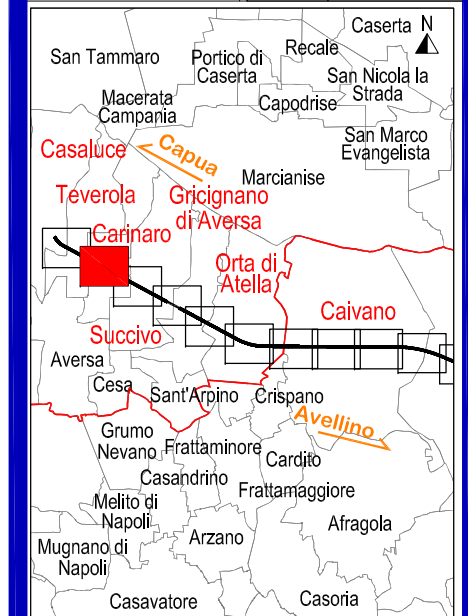 Caserta N
San Tammaro
Recale
Portico di
Caserta
San Nicola la
Strada
Macerata
Campania
Capodrise
San Marco
Evangelista
Casaluce
Capua
Marcianise
Teverola
Gricignano
di Aversa
Carinaro
Orta di
Atella
Caivano
Succivo
Aversa
Cesa
Sant'Arpino
Crispano
Avellino
Grumo
Nevano
Frattaminore
Cardito
Casandrino
Frattamaggiore
Melito di
Napoli
Afragola
Arzano
Mugnano di
Napoli
Casavatore
Casoria